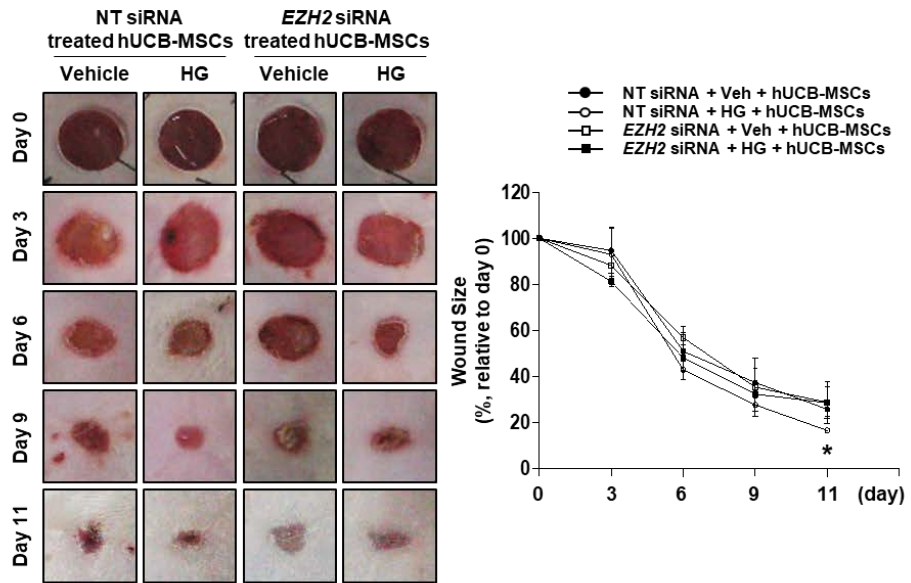 NT siRNA
treated hUCB-MSCs
EZH2 siRNA
treated hUCB-MSCs
Vehicle
HG
Vehicle
HG
Day 0
Day 3
Day 6
Day 9
Day 11
NT siRNA + Veh + hUCB-MSCs
NT siRNA + HG + hUCB-MSCs
EZH2 siRNA + Veh + hUCB-MSCs
EZH2 siRNA + HG + hUCB-MSCs
Wound Size
(%, relative to day 0)
120
100
80
60
40
20
0
*
0 3 6 9 11 (day)